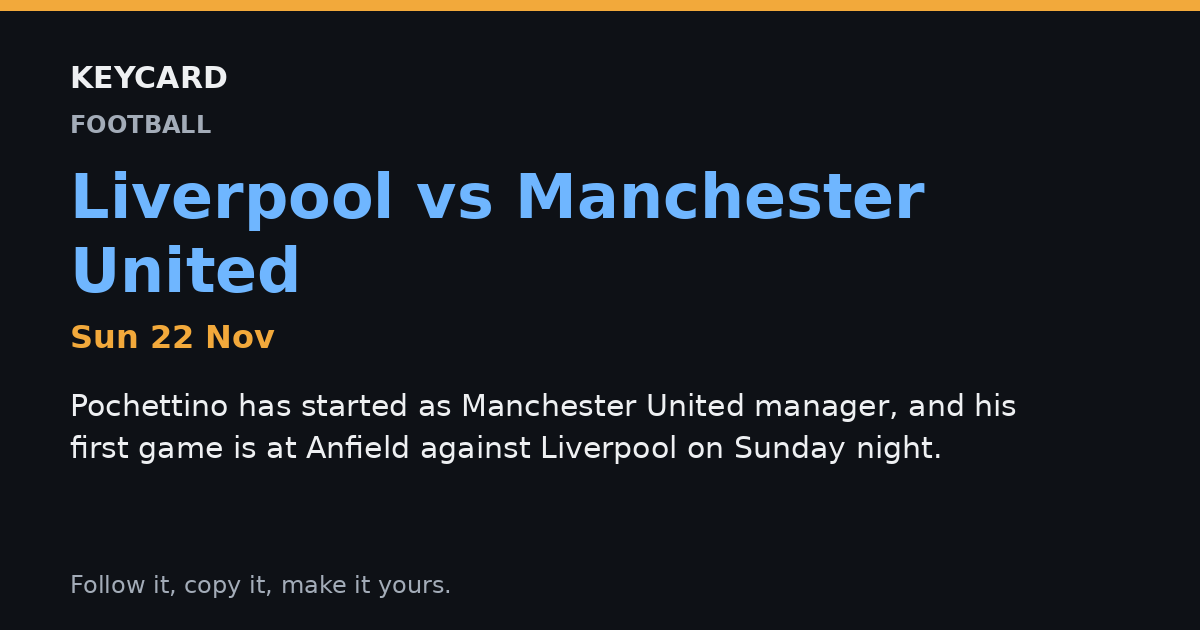 KEYCARD
FOOTBALL
Liverpool vs Manchester
United
Sun 22 Nov
Pochettino has started as Manchester United manager, and his
first game is at Anfield against Liverpool on Sunday night.
Follow it, copy it, make it yours.